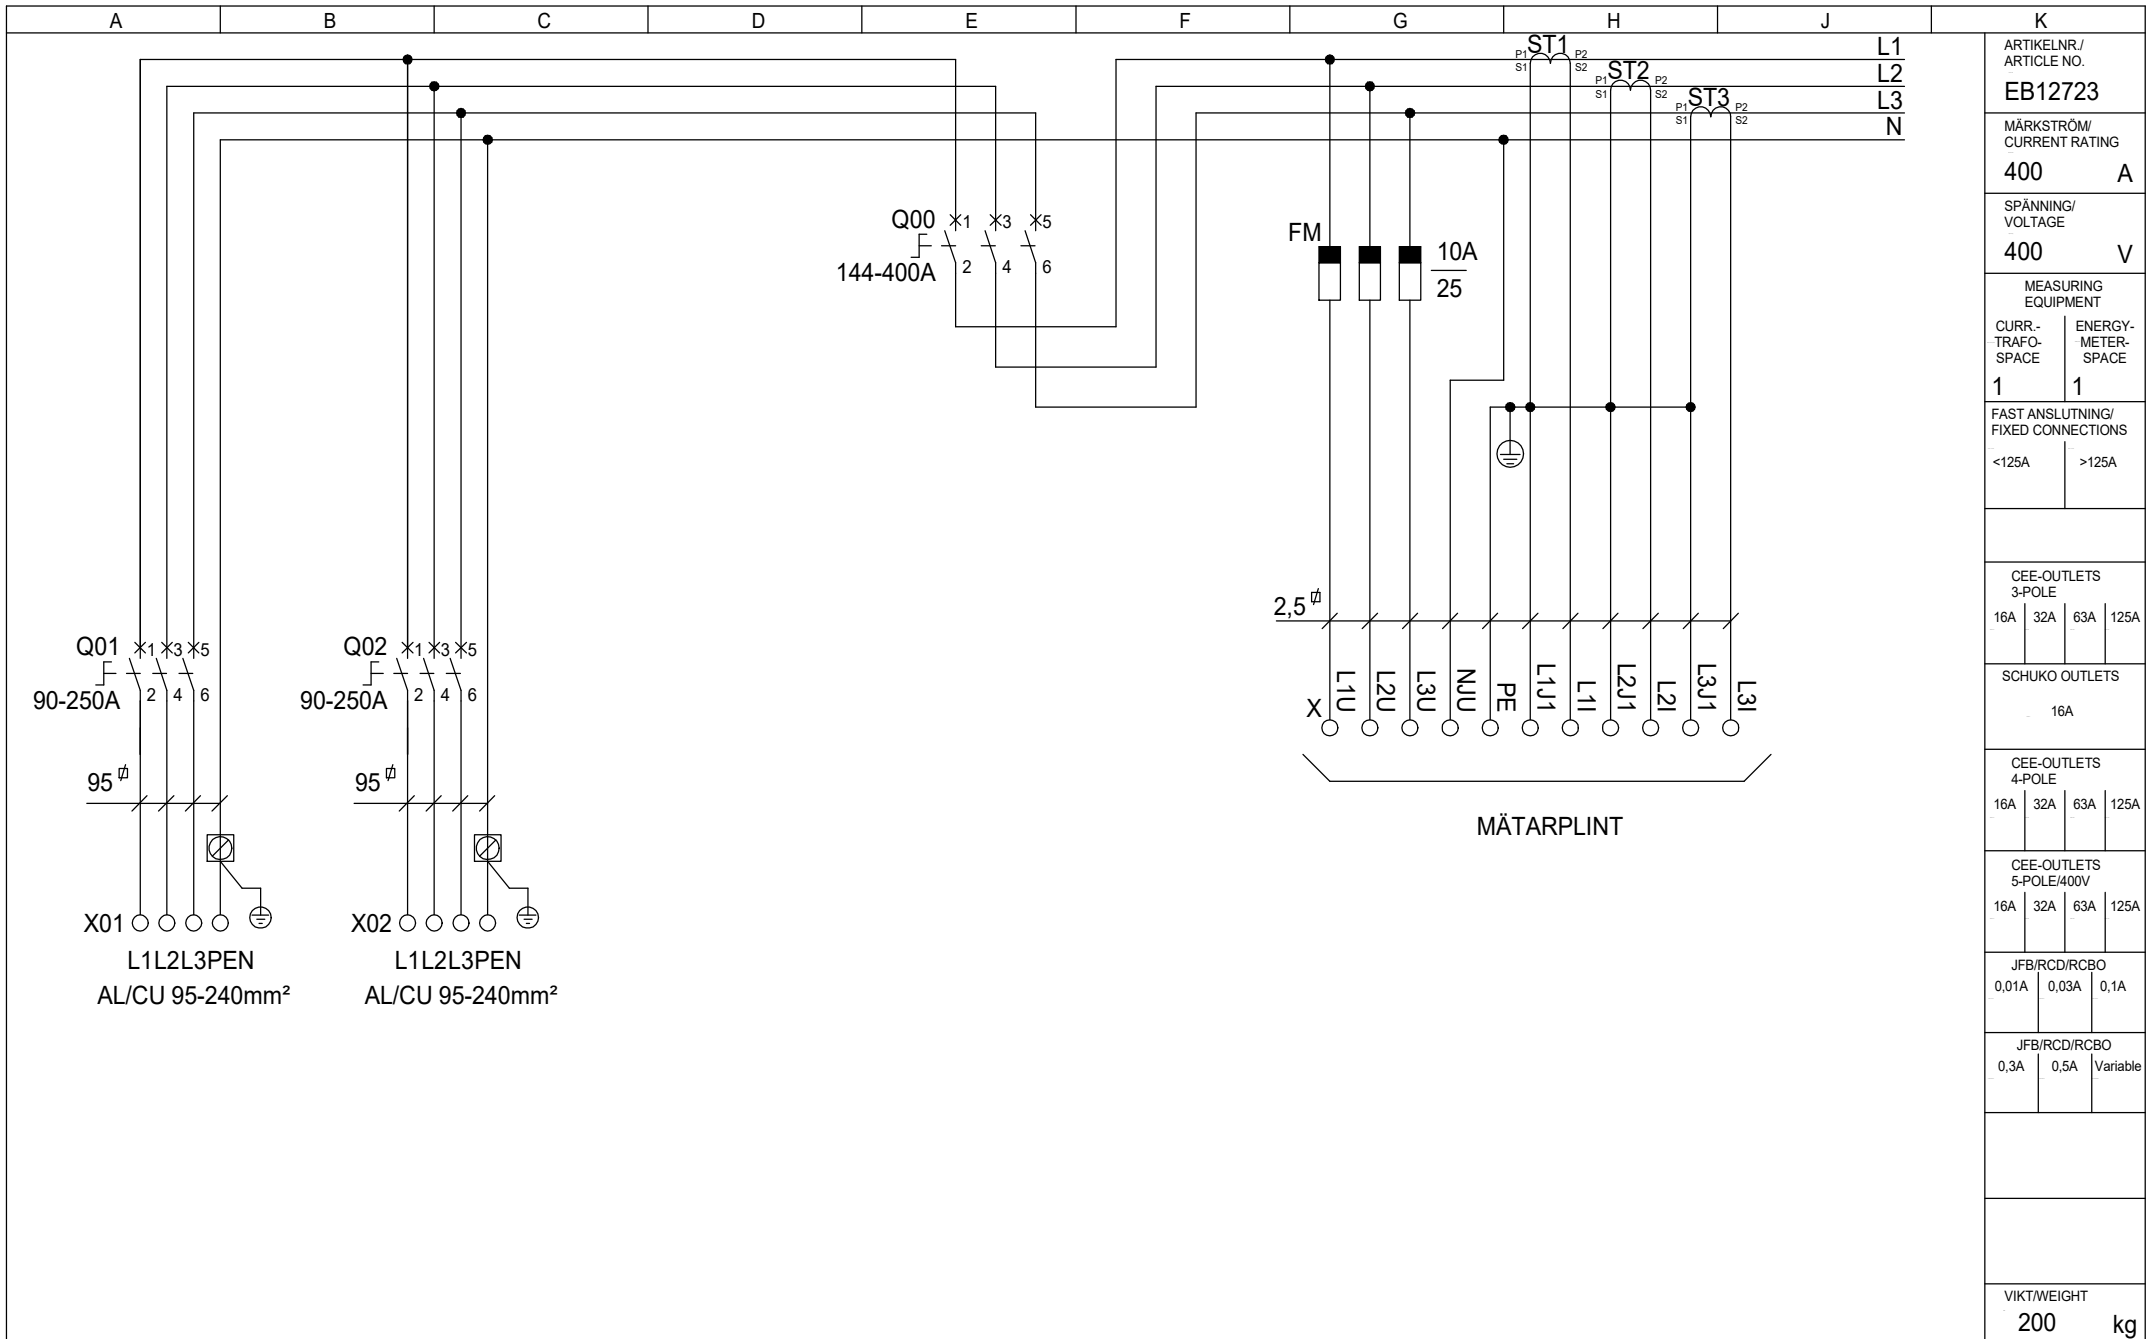 A B C D E F G H J K
L1
L2
L3
N
P1 ST1 P2
S1 S2
P1 ST2 P2
S1 S2
P1 ST3 P2
S1 S2
Q00 1 3 5
144-400A 2 4 6
FM 10A
25
Q01 1 3 5
90-250A 2 4 6
95
X01
L1L2L3PEN
AL/CU 95-240mm²
Q02 1 3 5
90-250A 2 4 6
95
X02
L1L2L3PEN
AL/CU 95-240mm²
2,5
X L1U L2U L3U NJU PE L1J1 L1I L2J1 L2I L3J1 L3I
MÄTARPLINT
ARTIKELNR./
ARTICLE NO.
EB12723
MÄRKSTRÖM/
CURRENT RATING
400 A
SPÄNNING/
VOLTAGE
400 V
MEASURING
EQUIPMENT
CURR.-
TRAFO-
SPACE
1
ENERGY-
METER-
SPACE
1
FAST ANSLUTNING/
FIXED CONNECTIONS
<125A >125A
CEE-OUTLETS
3-POLE
16A 32A 63A 125A
SCHUKO OUTLETS
16A
CEE-OUTLETS
4-POLE
16A 32A 63A 125A
CEE-OUTLETS
5-POLE/400V
16A 32A 63A 125A
JFB/RCD/RCBO
0,01A 0,03A 0,1A
JFB/RCD/RCBO
0,3A 0,5A Variable
VIKT/WEIGHT
200 kg